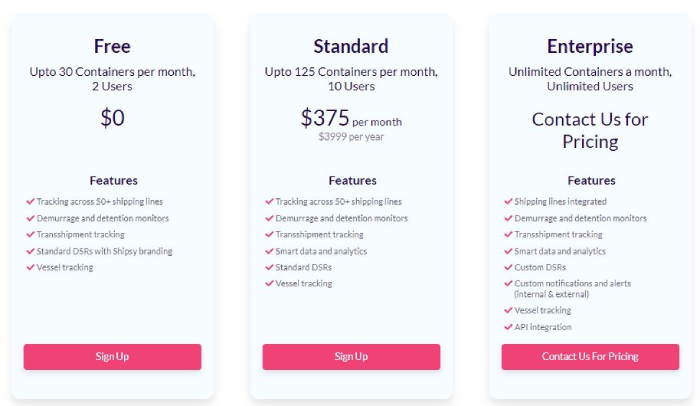 Free
Upto 30 Containers per month,
2 Users
$0
Features
Tracking across 50+ shipping lines
Demurrage and detention monitors
Transshipment tracking
Standard DSRs with Shipsy branding
Vessel tracking
Sign Up
Standard
Upto 125 Containers per month,
10 Users
$375 per month
$3999 per year
Features
Tracking across 50+ shipping lines
Demurrage and detention monitors
Transshipment tracking
Smart data and analytics
Standard DSRs
Vessel tracking
Sign Up
Enterprise
Unlimited Containers a month,
Unlimited Users
Contact Us for
Pricing
Features
Shipping lines integrated
Demurrage and detention monitors
Transshipment tracking
Smart data and analytics
Custom DSRs
Custom notifications and alerts
(internal & external)
Vessel tracking
API integration
Contact Us For Pricing